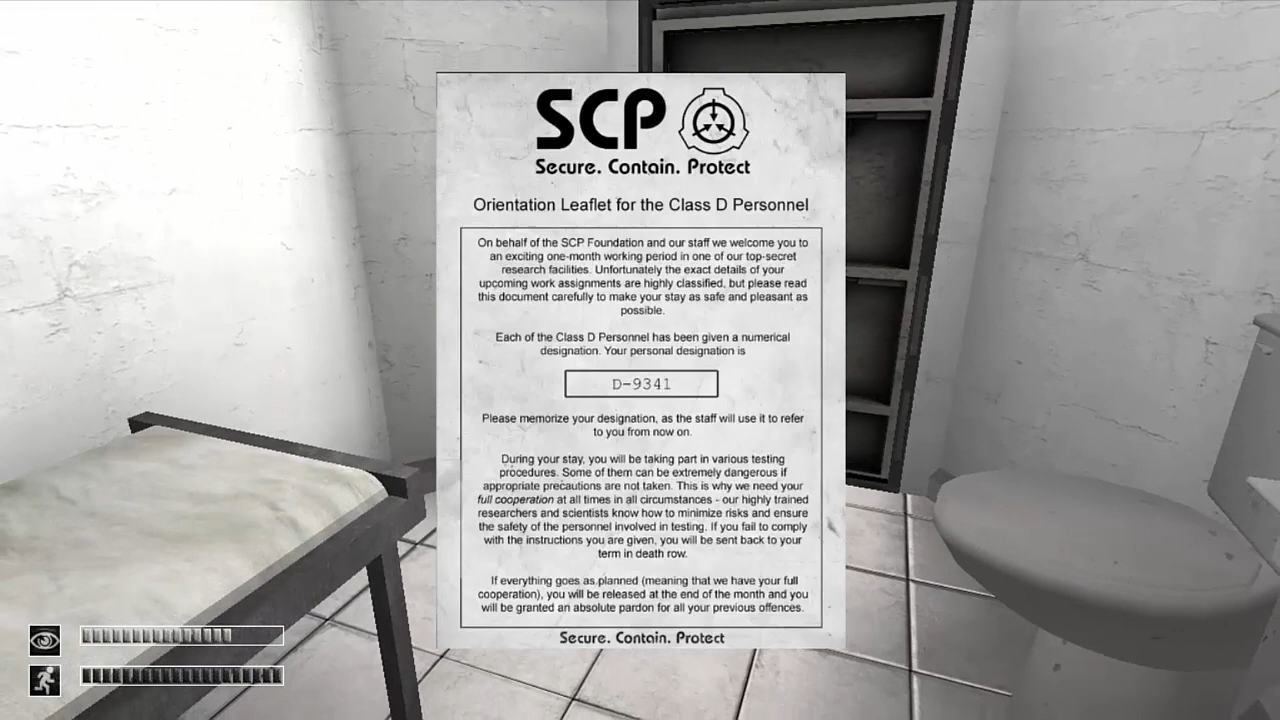 SCP
Secure. Contain. Protect
Orientation Leaflet for the Class D Personnel
On behalf of the SCP Foundation and our staff we welcome you to
an exciting one-month working period in one of our top-secret
research facilities. Unfortunately the exact details of your
upcoming work assignments are highly classified, but please read
this document carefully to make your stay as safe and pleasant as
possible.
Each of the Class D Personnel has been given a numerical
designation. Your personal designation is
D-9341
Please memorize your designation, as the staff will use it to refer
to you from now on.
During your stay, you will be taking part in various testing
procedures. Some of them can be extremely dangerous if
appropriate precautions are not taken. This is why we need your
full cooperation at all times in all circumstances - our highly trained
researchers and scientists know how to minimize risks and ensure
the safety of the personnel involved in testing. If you fail to comply
with the instructions you are given, you will be sent back to your
term in death row.
If everything goes as planned (meaning that we have your full
cooperation), you will be released at the end of the month and you
will be granted an absolute pardon for all your previous offences.
Secure. Contain. Protect